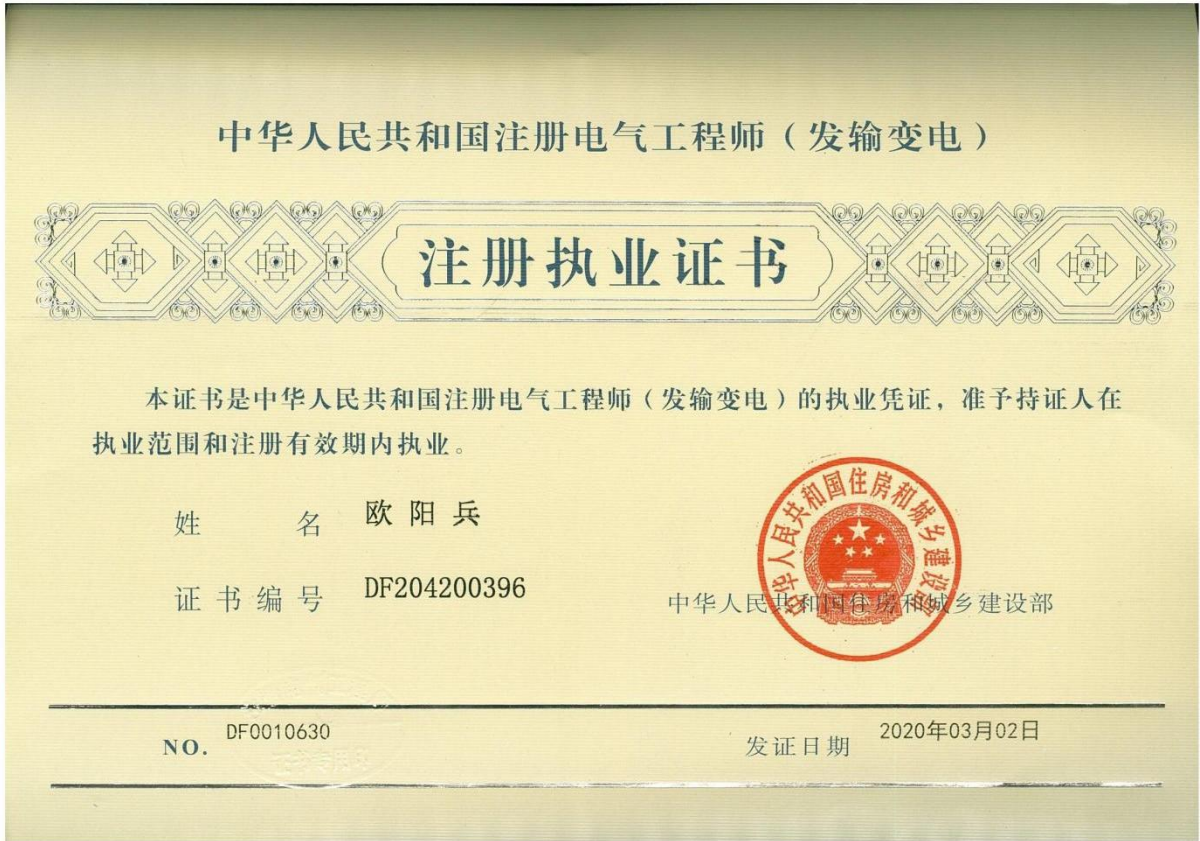 中华人民共和国注册电气工程师（发输变电）
注册执业证书
本证书是中华人民共和国注册电气工程师（发输变电）的执业凭证，准予持证人在
执业范围和注册有效期内执业。
姓名 欧阳兵
证书编号 DF204200396
中华人民共和国住房和城乡建设部
中华人民共和国住房和城乡建设部
NO. DF0010630
发证日期 2020年03月02日